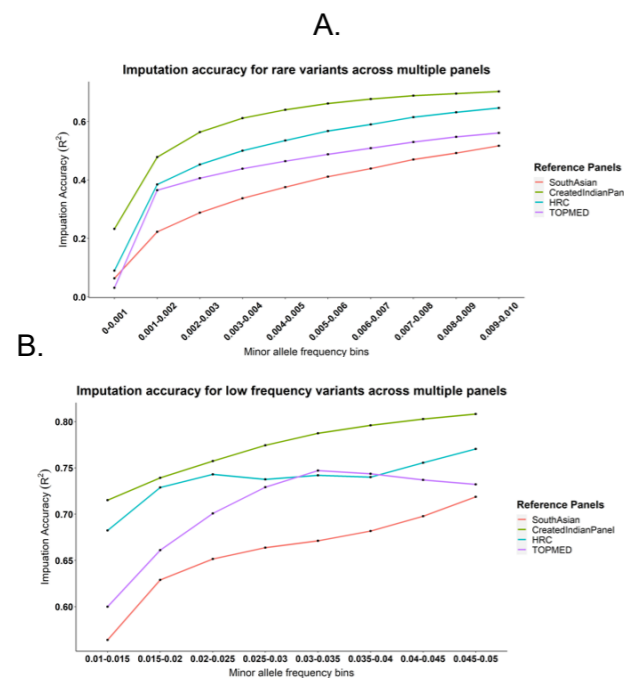 A.
Imputation accuracy for rare variants across multiple panels
Impuation Accuracy (R²)
0.6
0.4
0.2
0.0
0-0.001
0.001-0.002
0.002-0.003
0.003-0.004
0.004-0.005
0.005-0.006
0.006-0.007
0.007-0.008
0.008-0.009
0.009-0.010
Minor allele frequency bins
Reference Panels
SouthAsian
CreatedIndianPan
HRC
TOPMED
B.
Imputation accuracy for low frequency variants across multiple panels
Impuation Accuracy (R²)
0.80
0.75
0.70
0.65
0.60
0.01-0.015
0.015-0.02
0.02-0.025
0.025-0.03
0.03-0.035
0.035-0.04
0.04-0.045
0.045-0.05
Minor allele frequency bins
Reference Panels
SouthAsian
CreatedIndianPanel
HRC
TOPMED